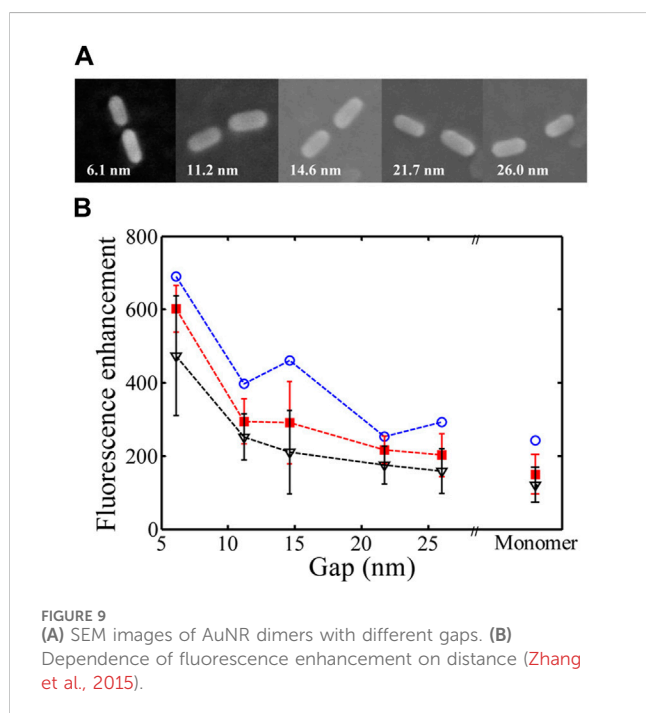 A
6.1 nm 11.2 nm 14.6 nm 21.7 nm 26.0 nm
B
Fluorescence enhancement
800
600
400
200
0
5 10 15 20 25 // Monomer
Gap (nm)
FIGURE 9
(A) SEM images of AuNR dimers with different gaps. (B)
Dependence of fluorescence enhancement on distance (Zhang
et al., 2015).